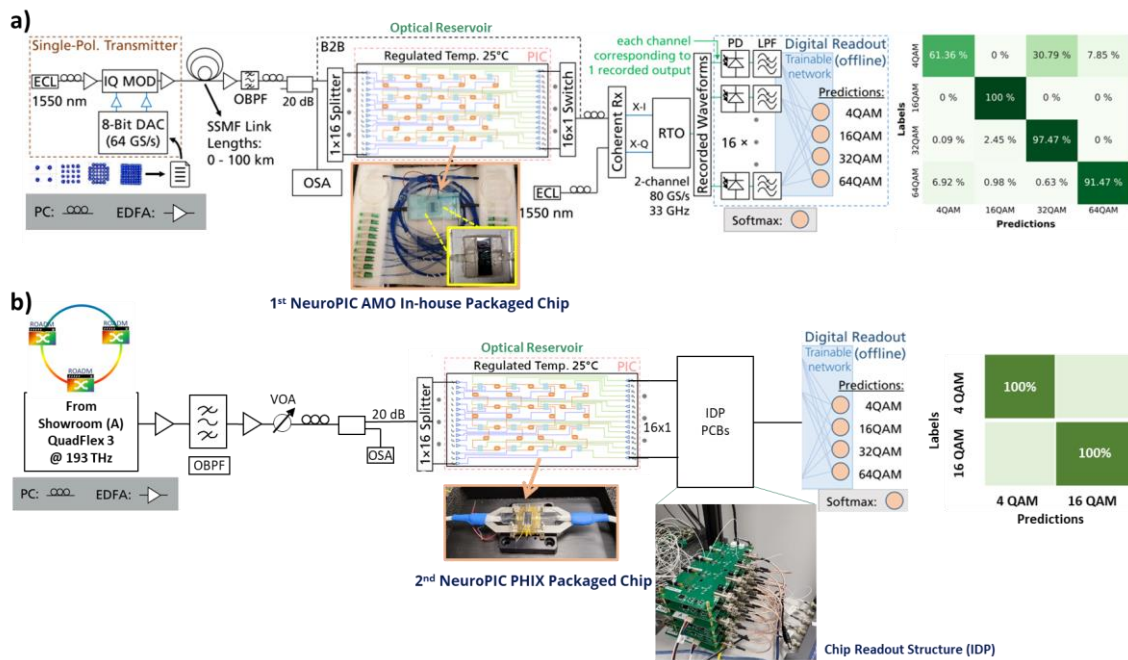 a)
Single-Pol. Transmitter
ECL
1550 nm
IQ MOD
8-Bit DAC
(64 GS/s)
PC:
EDFA:
SSMF Link
Lengths:
0 - 100 km
OBPF
20 dB
OSA
Optical Reservoir
B2B
Regulated Temp. 25°C
PIC
1×16 Splitter
16x1 Switch
1st NeuroPIC AMO In-house Packaged Chip
ECL
1550 nm
Coherent Rx
X-I
X-Q
RTO
2-channel
80 GS/s
33 GHz
each channel
corresponding to
1 recorded output
Recorded Waveforms
PD
LPF
16 ×
Digital Readout
(offline)
Trainable
network
Predictions:
4QAM
16QAM
32QAM
64QAM
Softmax:
Labels
4QAM
61.36 %
0 %
30.79 %
7.85 %
16QAM
0 %
100 %
0 %
0 %
32QAM
0.09 %
2.45 %
97.47 %
0 %
64QAM
6.92 %
0.98 %
0.63 %
91.47 %
4QAM
16QAM
32QAM
64QAM
Predictions
b)
ROADM
ROADM
ROADM
From
Showroom (A)
QuadFlex 3
@ 193 THz
PC:
EDFA:
OBPF
VOA
20 dB
OSA
Optical Reservoir
Regulated Temp. 25°C
PIC
1×16 Splitter
16x1
2nd NeuroPIC PHIX Packaged Chip
IDP
PCBs
Chip Readout Structure (IDP)
Digital Readout
(offline)
Trainable
network
Predictions:
4QAM
16QAM
32QAM
64QAM
Softmax:
Labels
4 QAM
100%
16 QAM
100%
4 QAM
16 QAM
Predictions